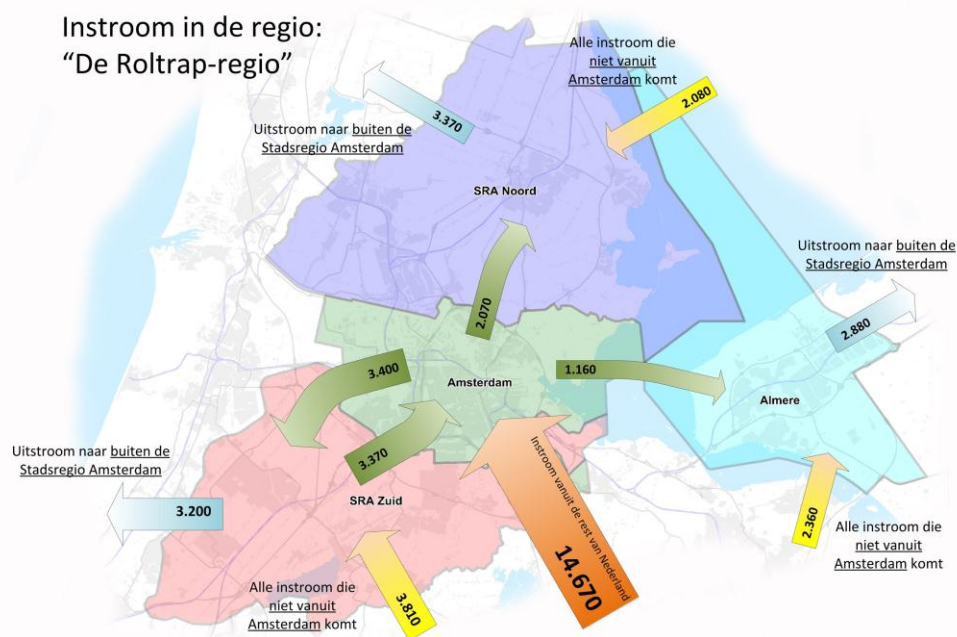 Instroom in de regio:
“De Roltrap-regio”
Alle instroom die
niet vanuit
Amsterdam komt
2.080
3.370
Uitstroom naar buiten de
Stadsregio Amsterdam
SRA Noord
Uitstroom naar buiten de
Stadsregio Amsterdam
2.880
2.070
3.400
Amsterdam
1.160
Almere
3.370
Uitstroom naar buiten de
Stadsregio Amsterdam
3.200
SRA Zuid
Instroom vanuit de rest van Nederland
14.670
2.360
Alle instroom die
niet vanuit
Amsterdam komt
Alle instroom die
niet vanuit
Amsterdam komt
3.810